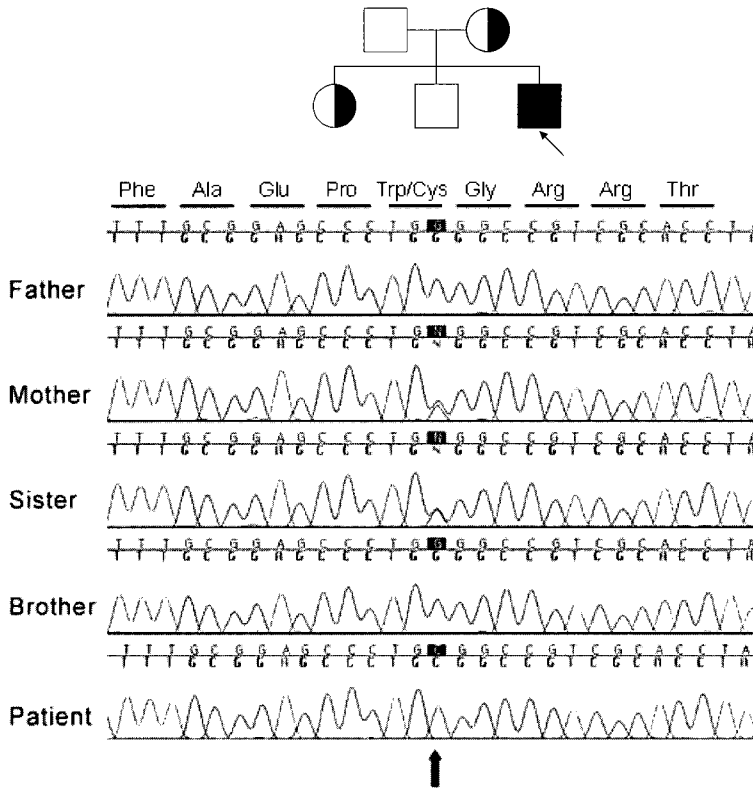 Phe Ala Glu Pro Trp/Cys Gly Arg Arg Thr
T T T G C G G A G C C C T G G G G C C G T C G C A C C T A
T T T G C G G A G C C C T G G G G C C G T C G C A C C T A
Father
T T T G C G G A G C C C T G N G G C C G T C G C A C C T A
T T T G C G G A G C C C T G N G G C C G T C G C A C C T A
Mother
T T T G C G G A G C C C T G N G G C C G T C G C A C C T A
T T T G C G G A G C C C T G N G G C C G T C G C A C C T A
Sister
T T T G C G G A G C C C T G G G G C C G T C G C A C C T A
T T T G C G G A G C C C T G G G G C C G T C G C A C C T A
Brother
T T T G C G G A G C C C T G C G G C C G T C G C A C C T A
T T T G C G G A G C C C T G C G G C C G T C G C A C C T A
Patient